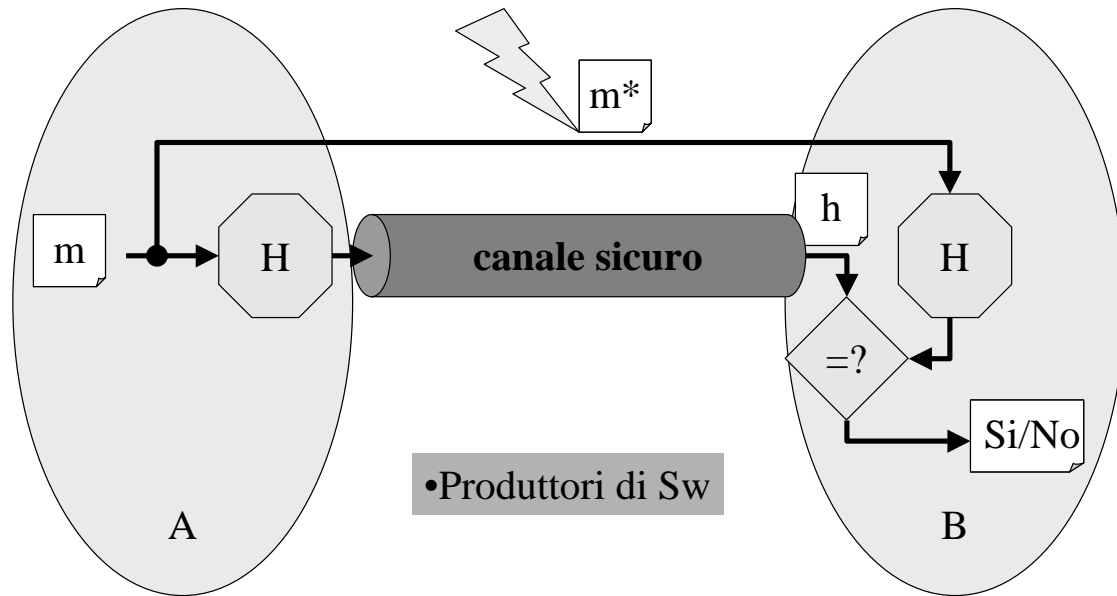 m*
m
H
canale sicuro
h
H
=?
Si/No
•Produttori di Sw
A
B